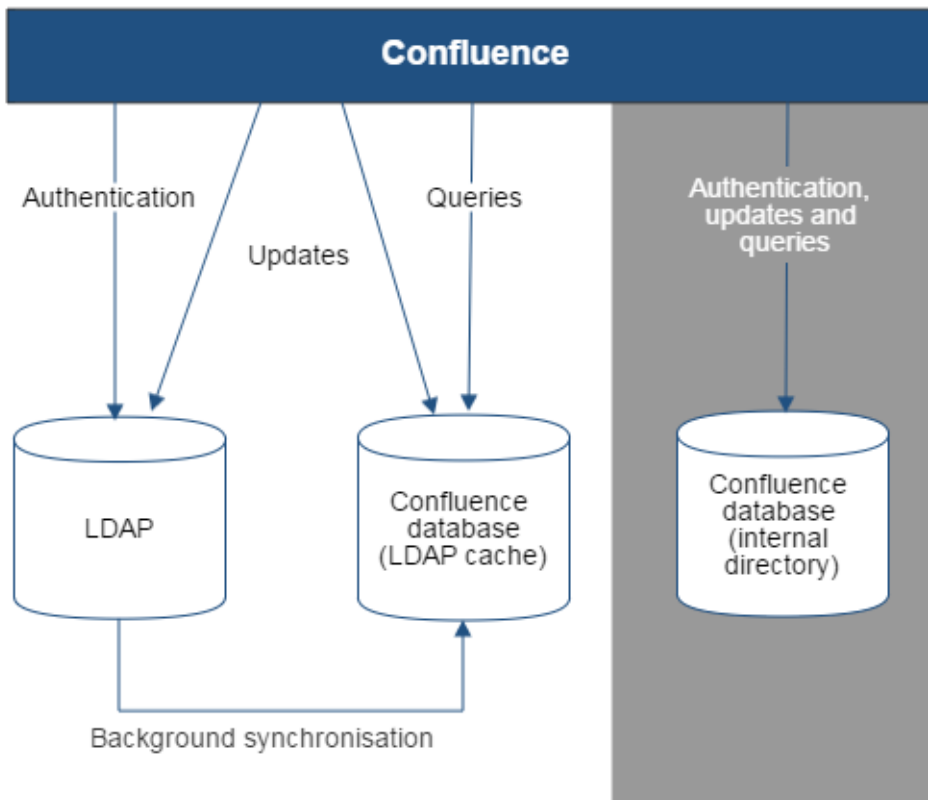 Confluence
Authentication
Queries
Updates
Authentication,
updates and
queries
LDAP
Confluence
database
(LDAP cache)
Confluence
database
(internal
directory)
Background synchronisation